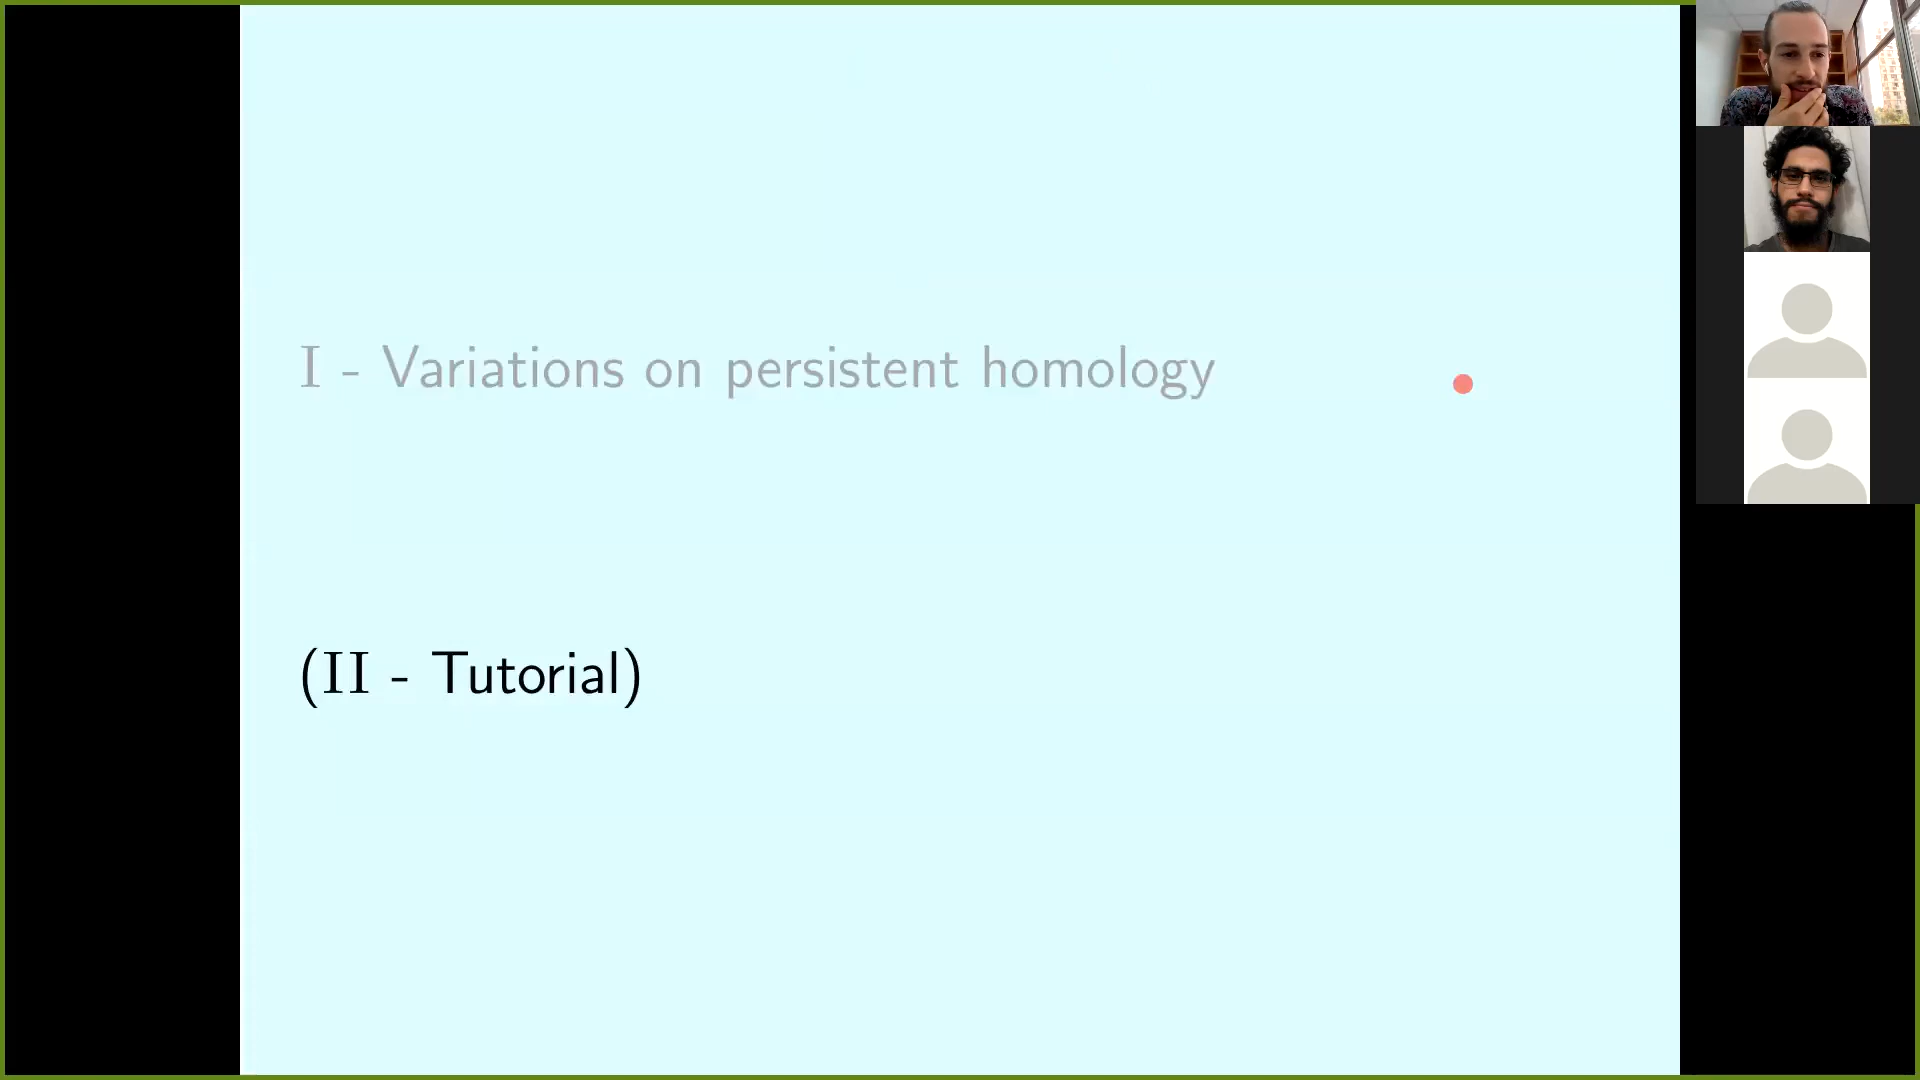 I - Variations on persistent homology
(II - Tutorial)